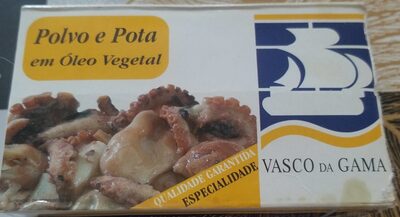 Polvo e Pota
em Óleo Vegetal
QUALIDADE GARANTIDA
ESPECIALIDADE
VASCO DA GAMA